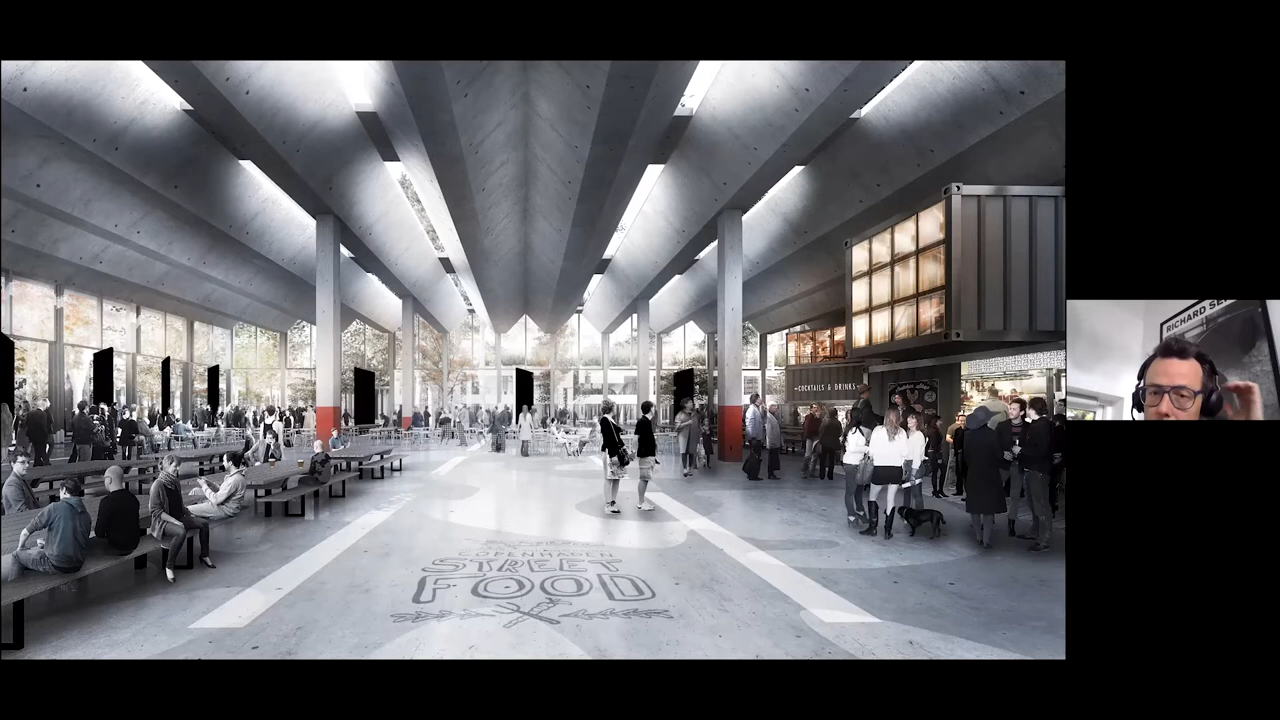 RICHARD SE
COCKTAILS & DRINKS
COPENHAGEN
STREET
FOOD